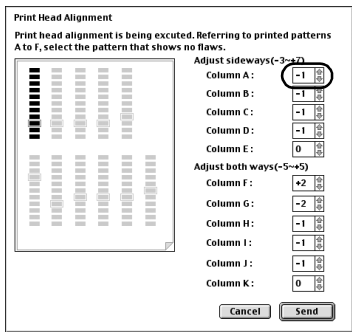 Print Head Alignment
Print head alignment is being excuted. Referring to printed patterns
A to F, select the pattern that shows no flaws.
Adjust sideways(-3~+7)
Column A : -1
Column B : -1
Column C : -1
Column D : -1
Column E : 0
Adjust both ways(-5~+5)
Column F : +2
Column G : -2
Column H : -1
Column I : -1
Column J : -1
Column K : 0
Cancel Send